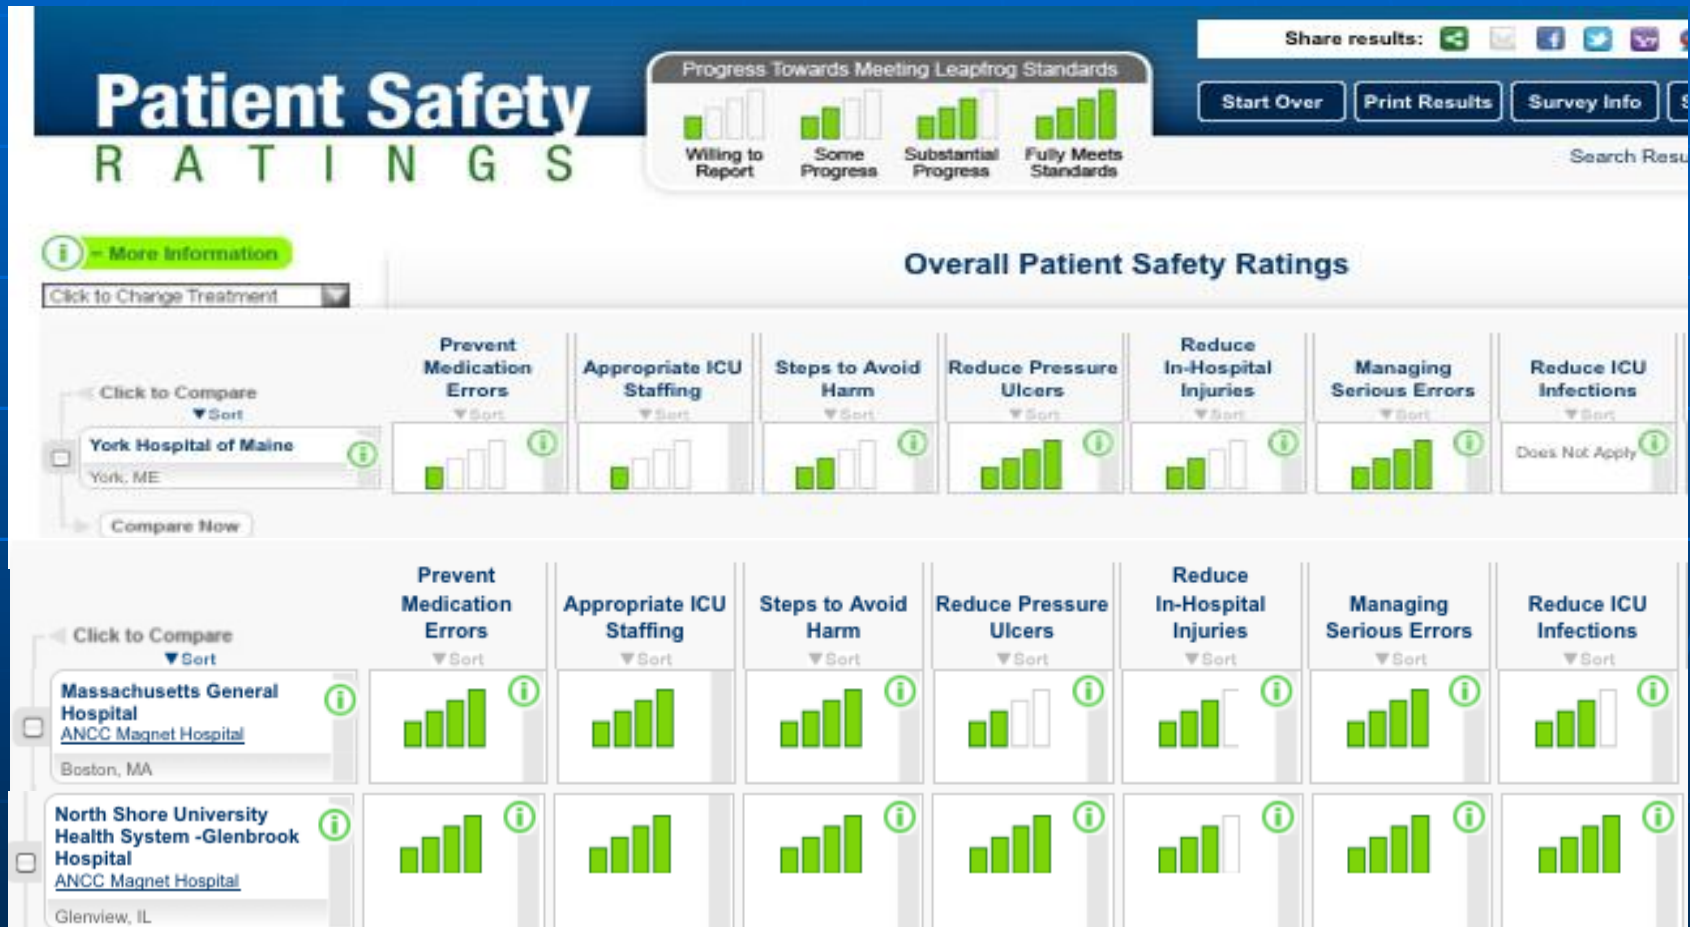 Share results:
Patient Safety
RATINGS
Progress Towards Meeting Leapfrog Standards
Willing to Report
Some Progress
Substantial Progress
Fully Meets Standards
Start Over
Print Results
Survey Info
Search
More Information
Click to Change Treatment
Overall Patient Safety Ratings
Click to Compare
▼Sort
Prevent Medication Errors
▼Sort
Appropriate ICU Staffing
▼Sort
Steps to Avoid Harm
▼Sort
Reduce Pressure Ulcers
▼Sort
Reduce In-Hospital Injuries
▼Sort
Managing Serious Errors
▼Sort
Reduce ICU Infections
▼Sort
York Hospital of Maine
York, ME
Does Not Apply
Compare Now
Click to Compare
▼Sort
Prevent Medication Errors
▼Sort
Appropriate ICU Staffing
▼Sort
Steps to Avoid Harm
▼Sort
Reduce Pressure Ulcers
▼Sort
Reduce In-Hospital Injuries
▼Sort
Managing Serious Errors
▼Sort
Reduce ICU Infections
▼Sort
Massachusetts General
Hospital
ANCC Magnet Hospital
Boston, MA
North Shore University
Health System -Glenbrook
Hospital
ANCC Magnet Hospital
Glenview, IL